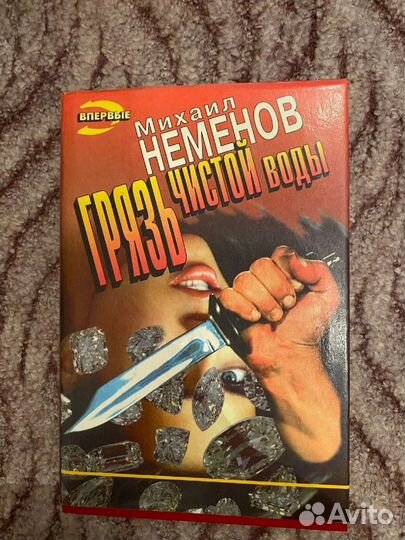 ВПЕРВЫЕ
Михаил
НЕМЕНОВ
ГРЯЗЬ
ЧИСТОЙ ВОДЫ
Avito